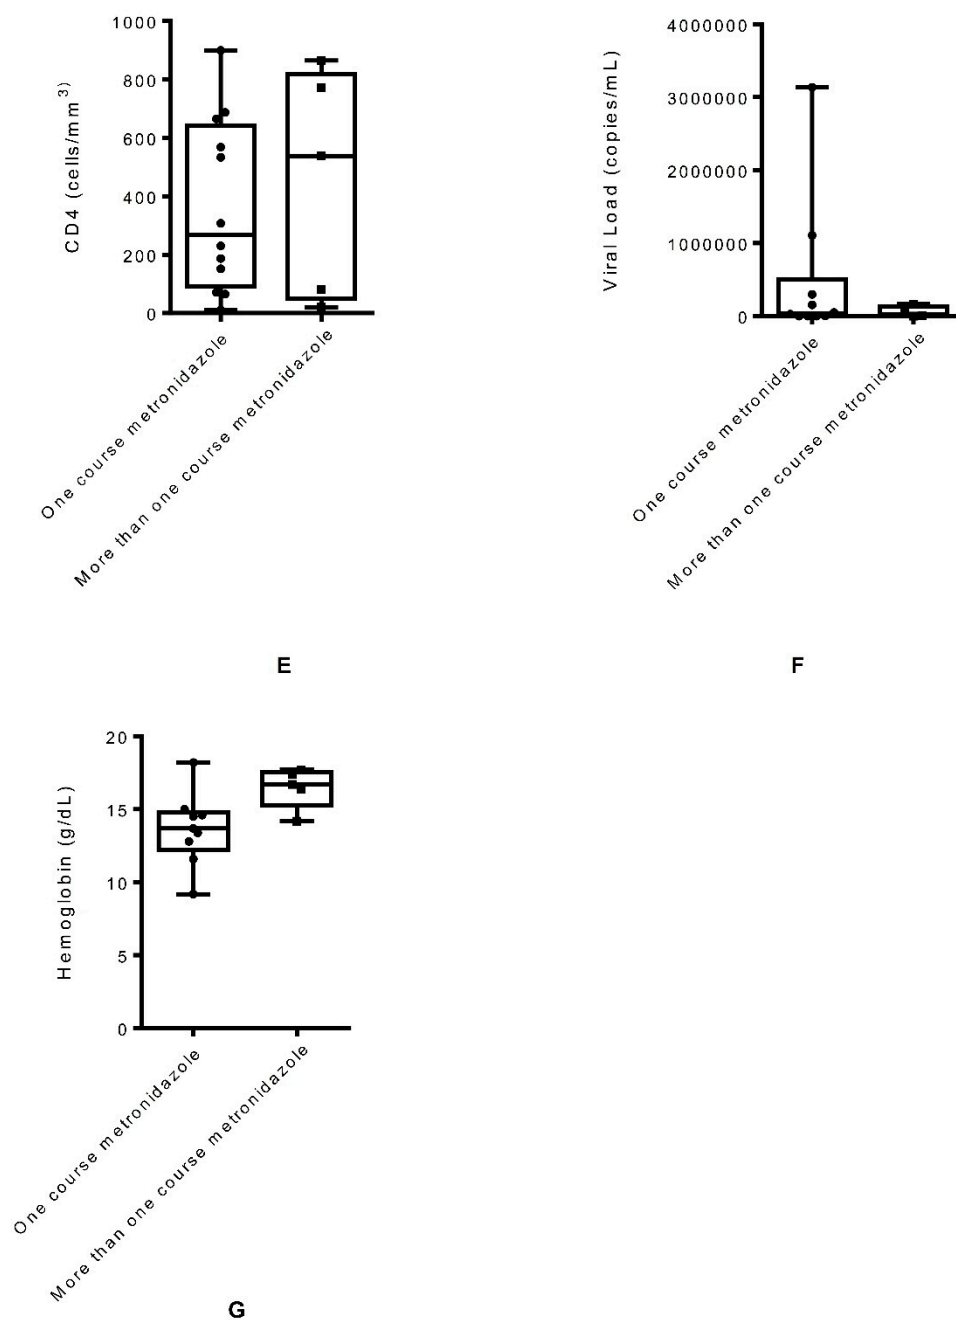 1000
800
600
400
200
0
CD4 (cells/mm3)
One course metronidazole
More than one course metronidazole
E
4000000
3000000
2000000
1000000
0
Viral Load (copies/mL)
One course metronidazole
More than one course metronidazole
F
20
15
10
5
0
Hemoglobin (g/dL)
One course metronidazole
More than one course metronidazole
G